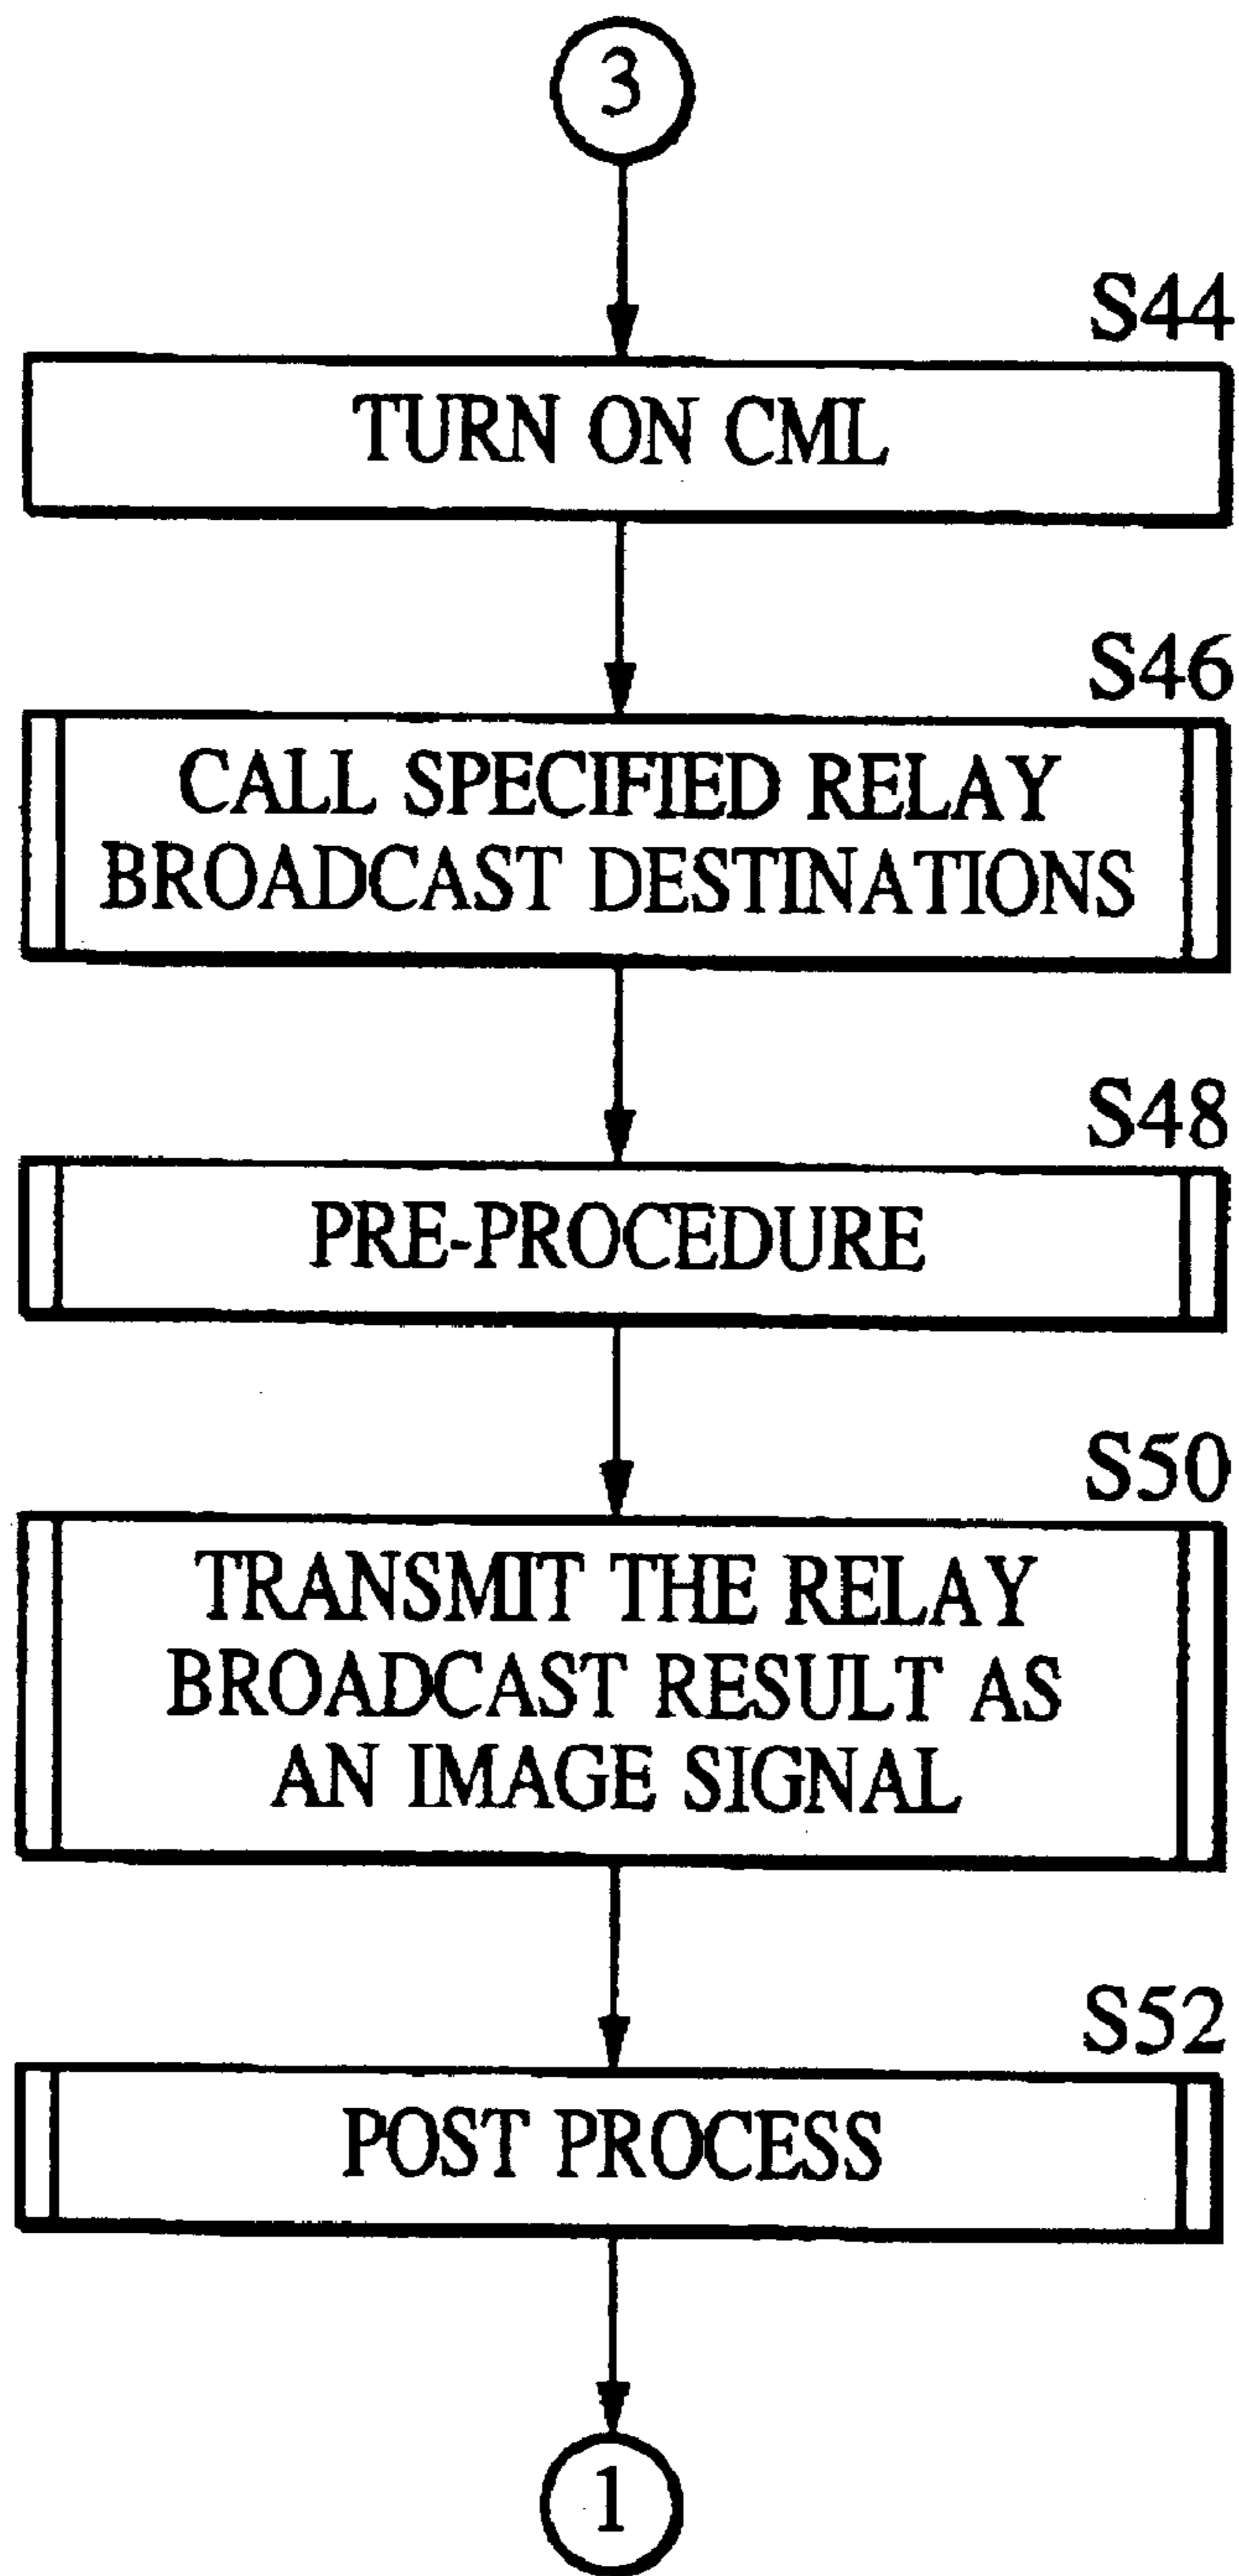 3
S44
TURN ON CML
S46
CALL SPECIFIED RELAY
BROADCAST DESTINATIONS
S48
PRE-PROCEDURE
S50
TRANSMIT THE RELAY
BROADCAST RESULT AS
AN IMAGE SIGNAL
S52
POST PROCESS
1